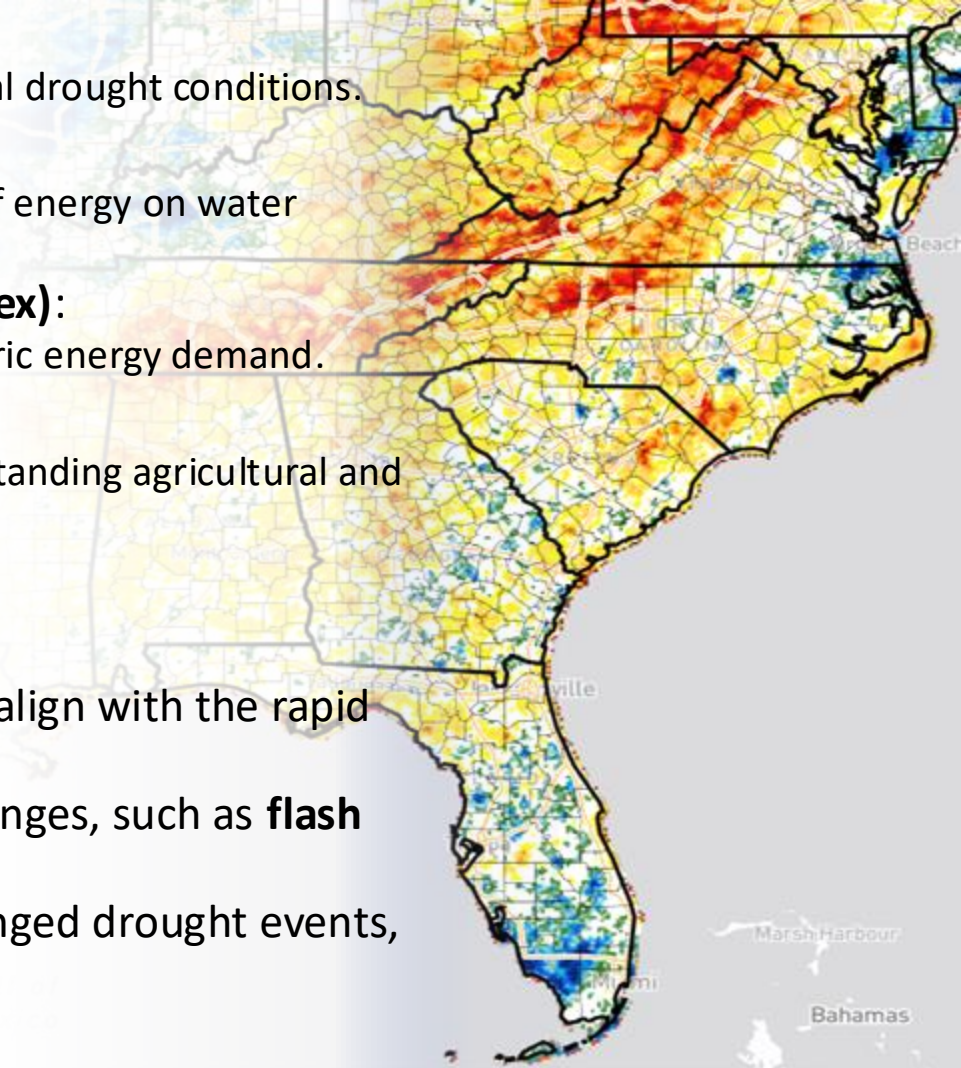 l drought conditions.
f energy on water
ex):
ric energy demand.
tanding agricultural and
align with the rapid
ville
nges, such as flash
nged drought events,
Marsh Harbour
Miami
Bahamas
Beach